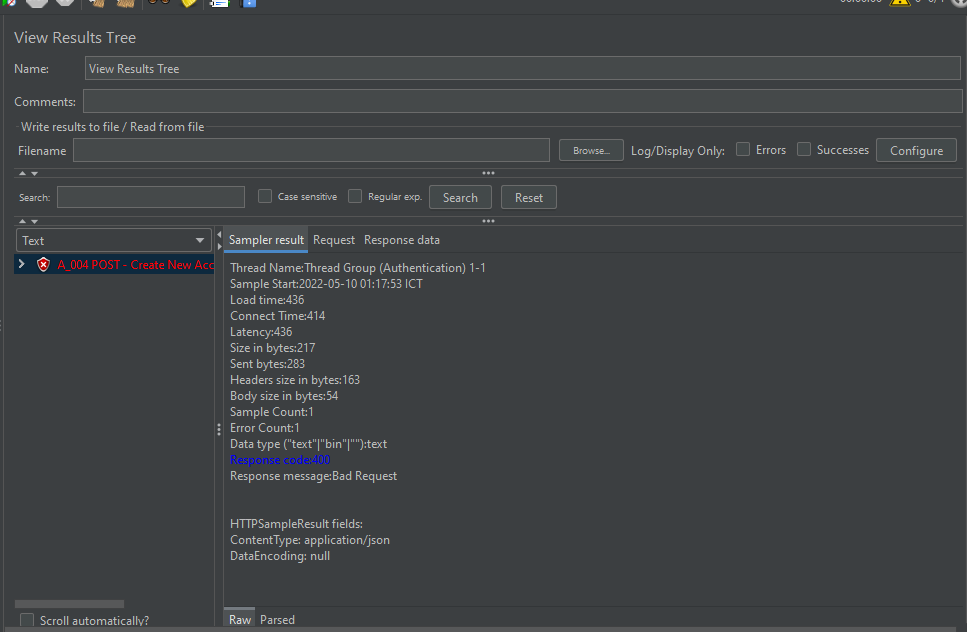 View Results Tree
Name: View Results Tree
Comments:
Write results to file / Read from file
Filename Browse... Log/Display Only: Errors Successes Configure
Search: Case sensitive Regular exp. Search Reset
Text
A_004 POST - Create New Acc
Sampler result Request Response data
Thread Name:Thread Group (Authentication) 1-1
Sample Start:2022-05-10 01:17:53 ICT
Load time:436
Connect Time:414
Latency:436
Size in bytes:217
Sent bytes:283
Headers size in bytes:163
Body size in bytes:54
Sample Count:1
Error Count:1
Data type ("text"|"bin"|""):text
Response code:400
Response message:Bad Request
HTTPSampleResult fields:
ContentType: application/json
DataEncoding: null
Scroll automatically?
Raw Parsed